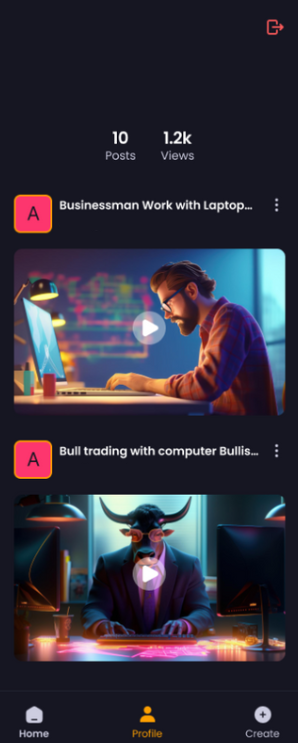 10 1.2k
Posts Views
A Businessman Work with Laptop...
A Bull trading with computer Bullis...
Home Profile Create